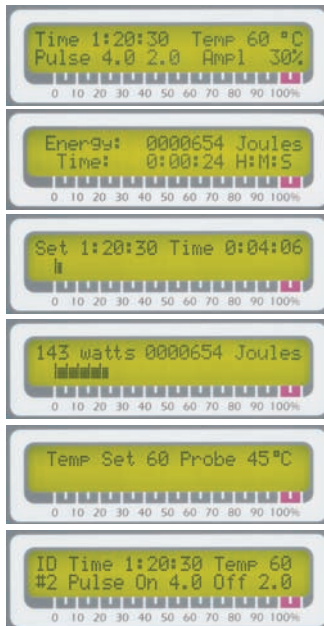 Time 1:20:30 Temp 60 °C
Pulse 4.0 2.0 Ampl 30%
0 10 20 30 40 50 60 70 80 90 100%
Energy: 0000654 Joules
Time: 0:00:24 H:M:S
0 10 20 30 40 50 60 70 80 90 100%
Set 1:20:30 Time 0:04:06
0 10 20 30 40 50 60 70 80 90 100%
143 watts 0000654 Joules
0 10 20 30 40 50 60 70 80 90 100%
Temp Set 60 Probe 45°C
0 10 20 30 40 50 60 70 80 90 100%
ID Time 1:20:30 Temp 60
#2 Pulse On 4.0 Off 2.0
0 10 20 30 40 50 60 70 80 90 100%